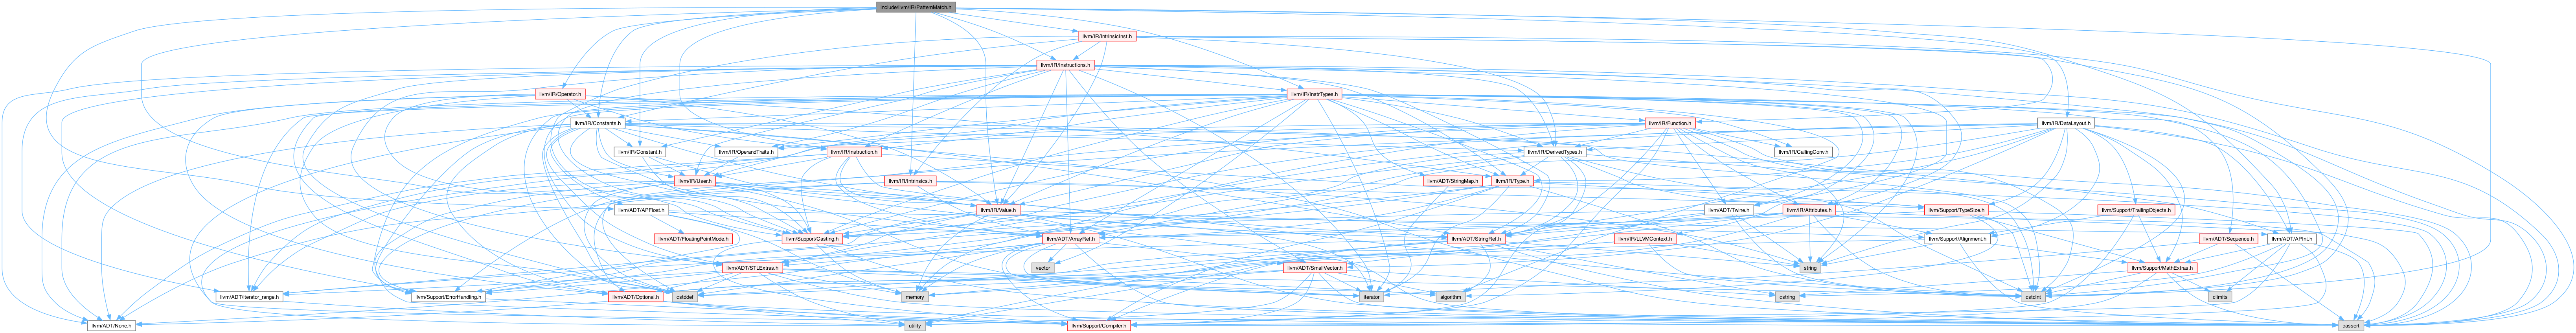 include/llvm/IR/PatternMatch.h
llvm/IR/IntrinsicInst.h
llvm/IR/Instructions.h
llvm/IR/Operator.h
llvm/IR/InstrTypes.h
llvm/IR/Constants.h
llvm/IR/Function.h
llvm/IR/DataLayout.h
llvm/IR/Constant.h
llvm/IR/OperandTraits.h
llvm/IR/Instruction.h
llvm/IR/DerivedTypes.h
llvm/IR/CallingConv.h
llvm/IR/User.h
llvm/IR/Intrinsics.h
llvm/ADT/StringMap.h
llvm/IR/Type.h
llvm/ADT/APFloat.h
llvm/IR/Value.h
llvm/ADT/Twine.h
llvm/IR/Attributes.h
llvm/Support/TypeSize.h
llvm/Support/TrailingObjects.h
llvm/ADT/FloatingPointMode.h
llvm/Support/Casting.h
llvm/ADT/ArrayRef.h
llvm/ADT/StringRef.h
llvm/IR/LLVMContext.h
llvm/Support/Alignment.h
llvm/ADT/Sequence.h
llvm/ADT/APInt.h
llvm/ADT/STLExtras.h
vector
llvm/ADT/SmallVector.h
string
llvm/Support/MathExtras.h
llvm/ADT/iterator_range.h
llvm/Support/ErrorHandling.h
llvm/ADT/Optional.h
cstddef
memory
iterator
algorithm
cstring
cstdint
climits
llvm/ADT/None.h
utility
llvm/Support/Compiler.h
cassert